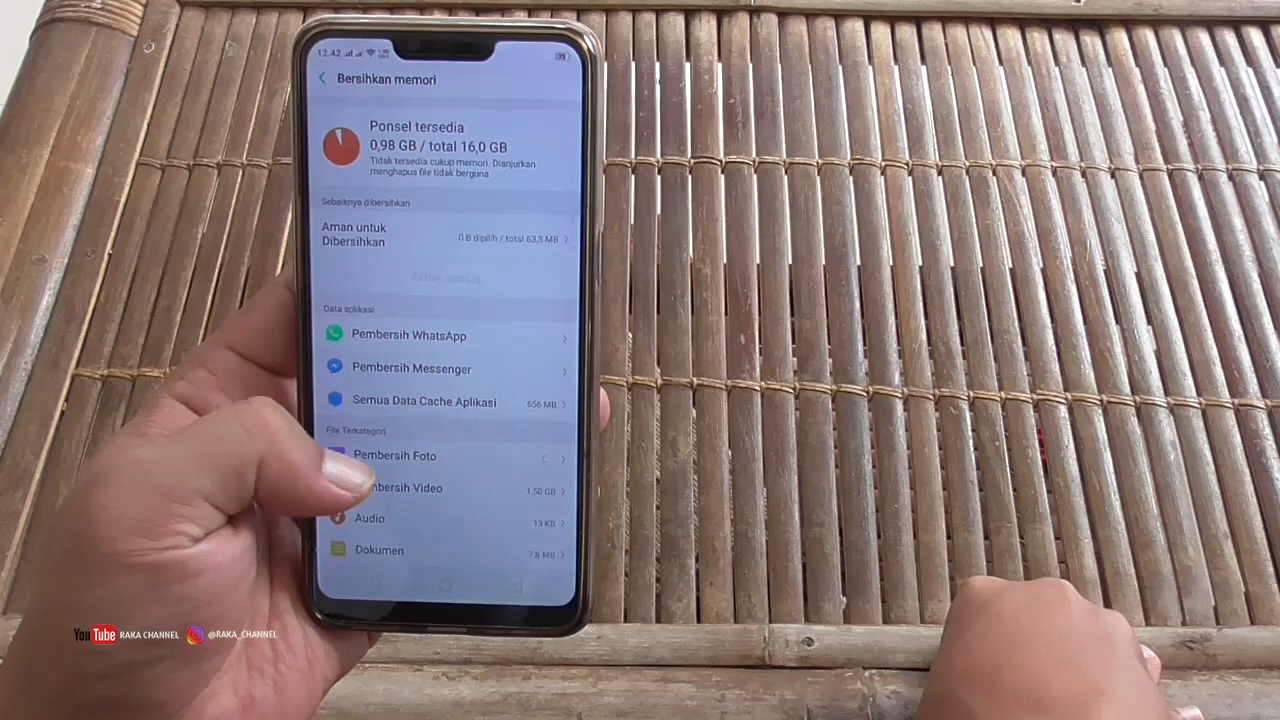 12.42
Bersihkan memori
Ponsel tersedia
0,98 GB / total 16,0 GB
Tidak tersedia cukup memori. Dianjurkan
menghapus file tidak berguna
Sebaiknya dibersihkan
Aman untuk
Dibersihkan
0 B dipilih / total 63,3 MB
Data aplikasi
Pembersih WhatsApp
Pembersih Messenger
Semua Data Cache Aplikasi 656 MB
File Terkategori
Pembersih Foto
bersih Video 1,50 GB
Audio 13 KB
Dokumen 7,8 MB
YouTube RAKA CHANNEL @RAKA_CHANNEL